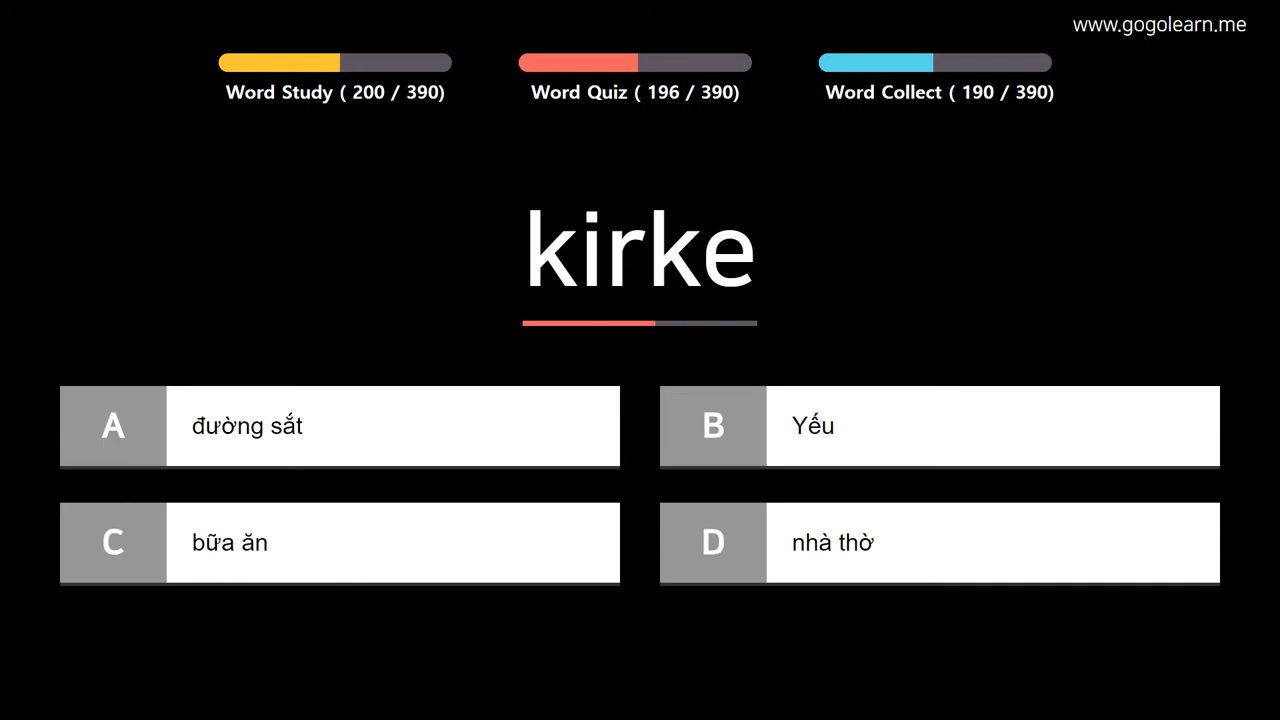 www.gogolearn.me
Word Study ( 200 / 390)
Word Quiz ( 196 / 390)
Word Collect ( 190 / 390)
kirke
A
đường sắt
B
Yếu
C
bữa ăn
D
nhà thờ